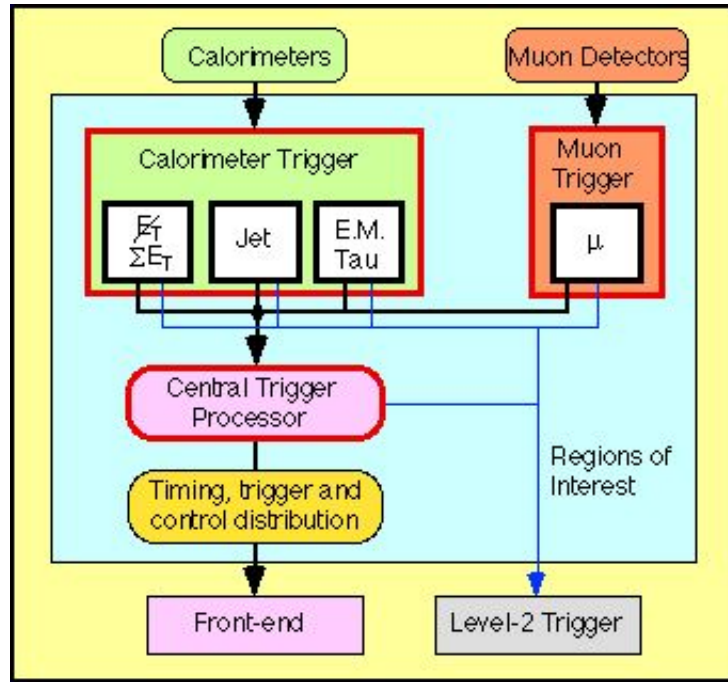 Calorimeters
Muon Detectors
Calorimeter Trigger
Muon
Trigger
E̸T
ΣET
Jet
E.M.
Tau
μ
Central Trigger
Processor
Regions of
Interest
Timing, trigger and
control distribution
Front-end
Level-2 Trigger